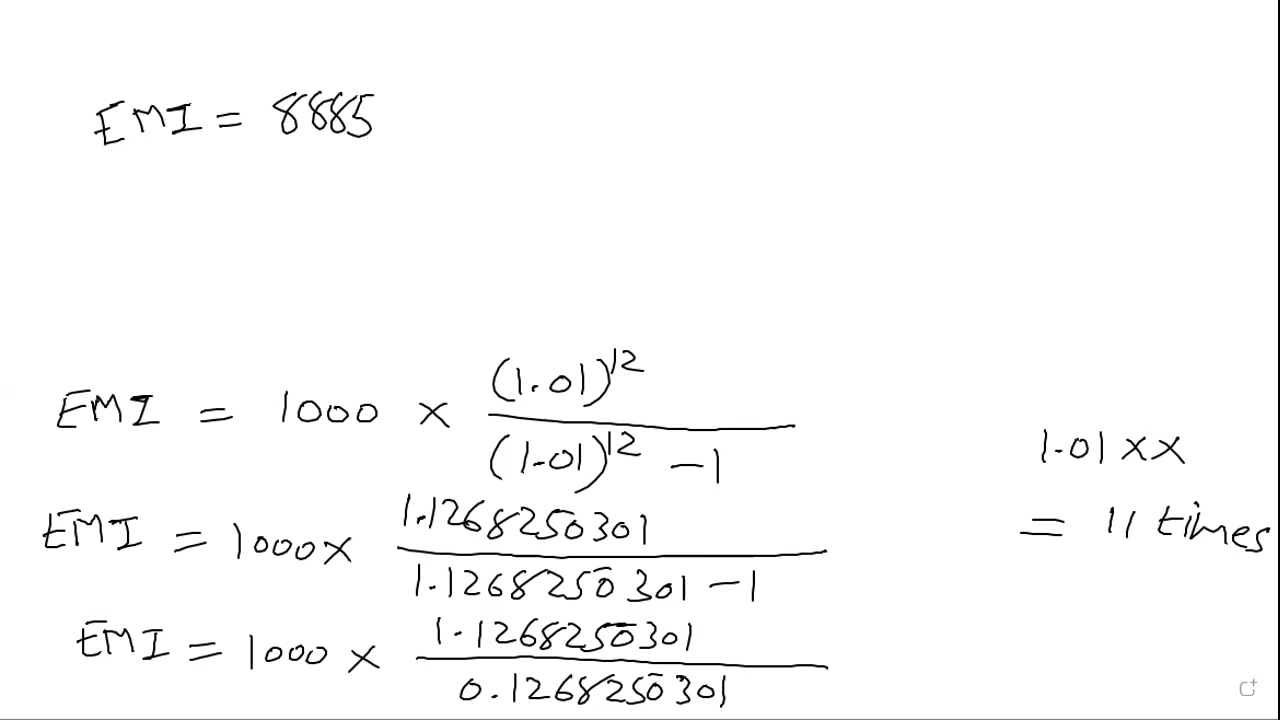 EMI = 8885
EMI = 1000 × (1.01)^12 / (1.01)^12 - 1
1.01 ××
EMI = 1000 × 1.1268250301 / 1.1268250301 - 1
= 11 times
EMI = 1000 × 1.1268250301 / 0.1268250301